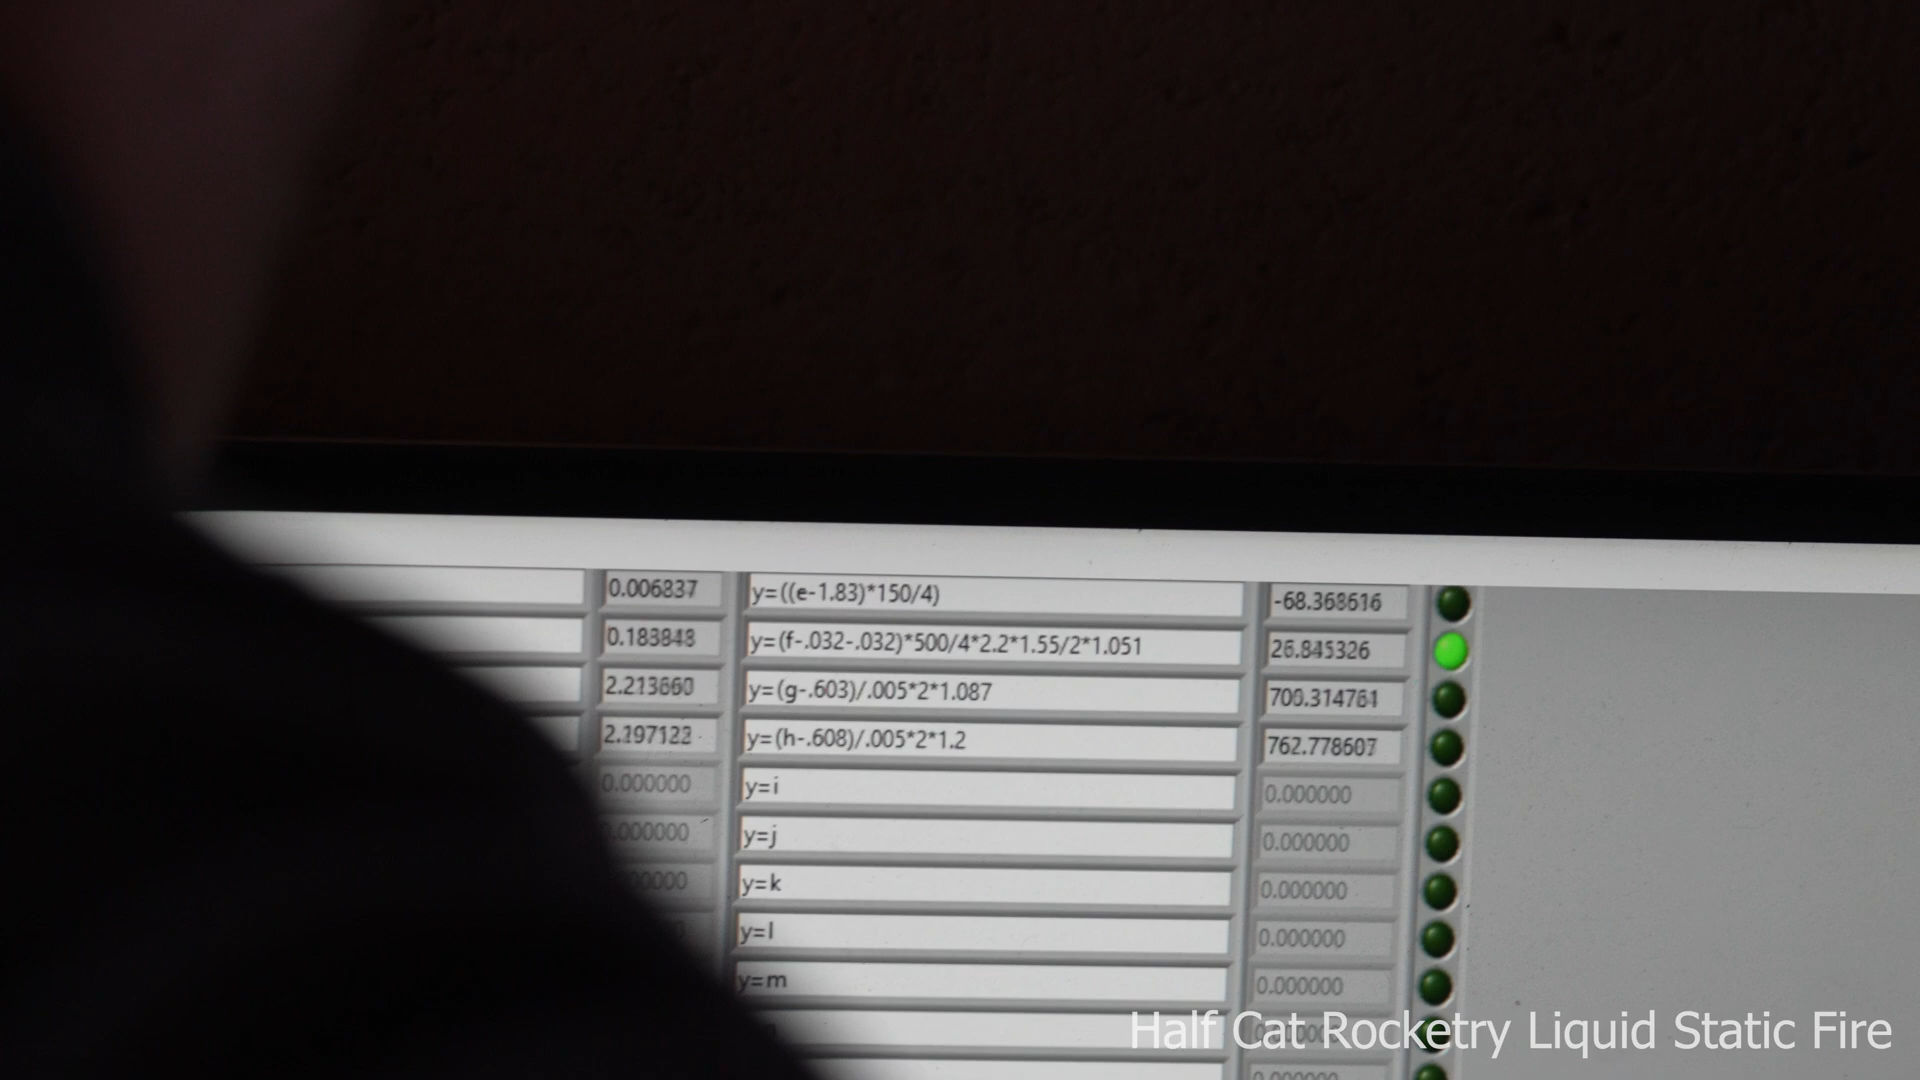 0.006837 y=((e-1.83)*150/4) -68.368616
0.183848 y=(f-.032-.032)*500/4*2.2*1.55/2*1.051 26.845326
2.213660 y=(g-.603)/.005*2*1.087 700.314761
2.197122 y=(h-.608)/.005*2*1.2 762.778607
0.000000 y=i 0.000000
y=j 0.000000
y=k 0.000000
y=l 0.000000
y=m 0.000000
Half Cat Rocketry Liquid Static Fire